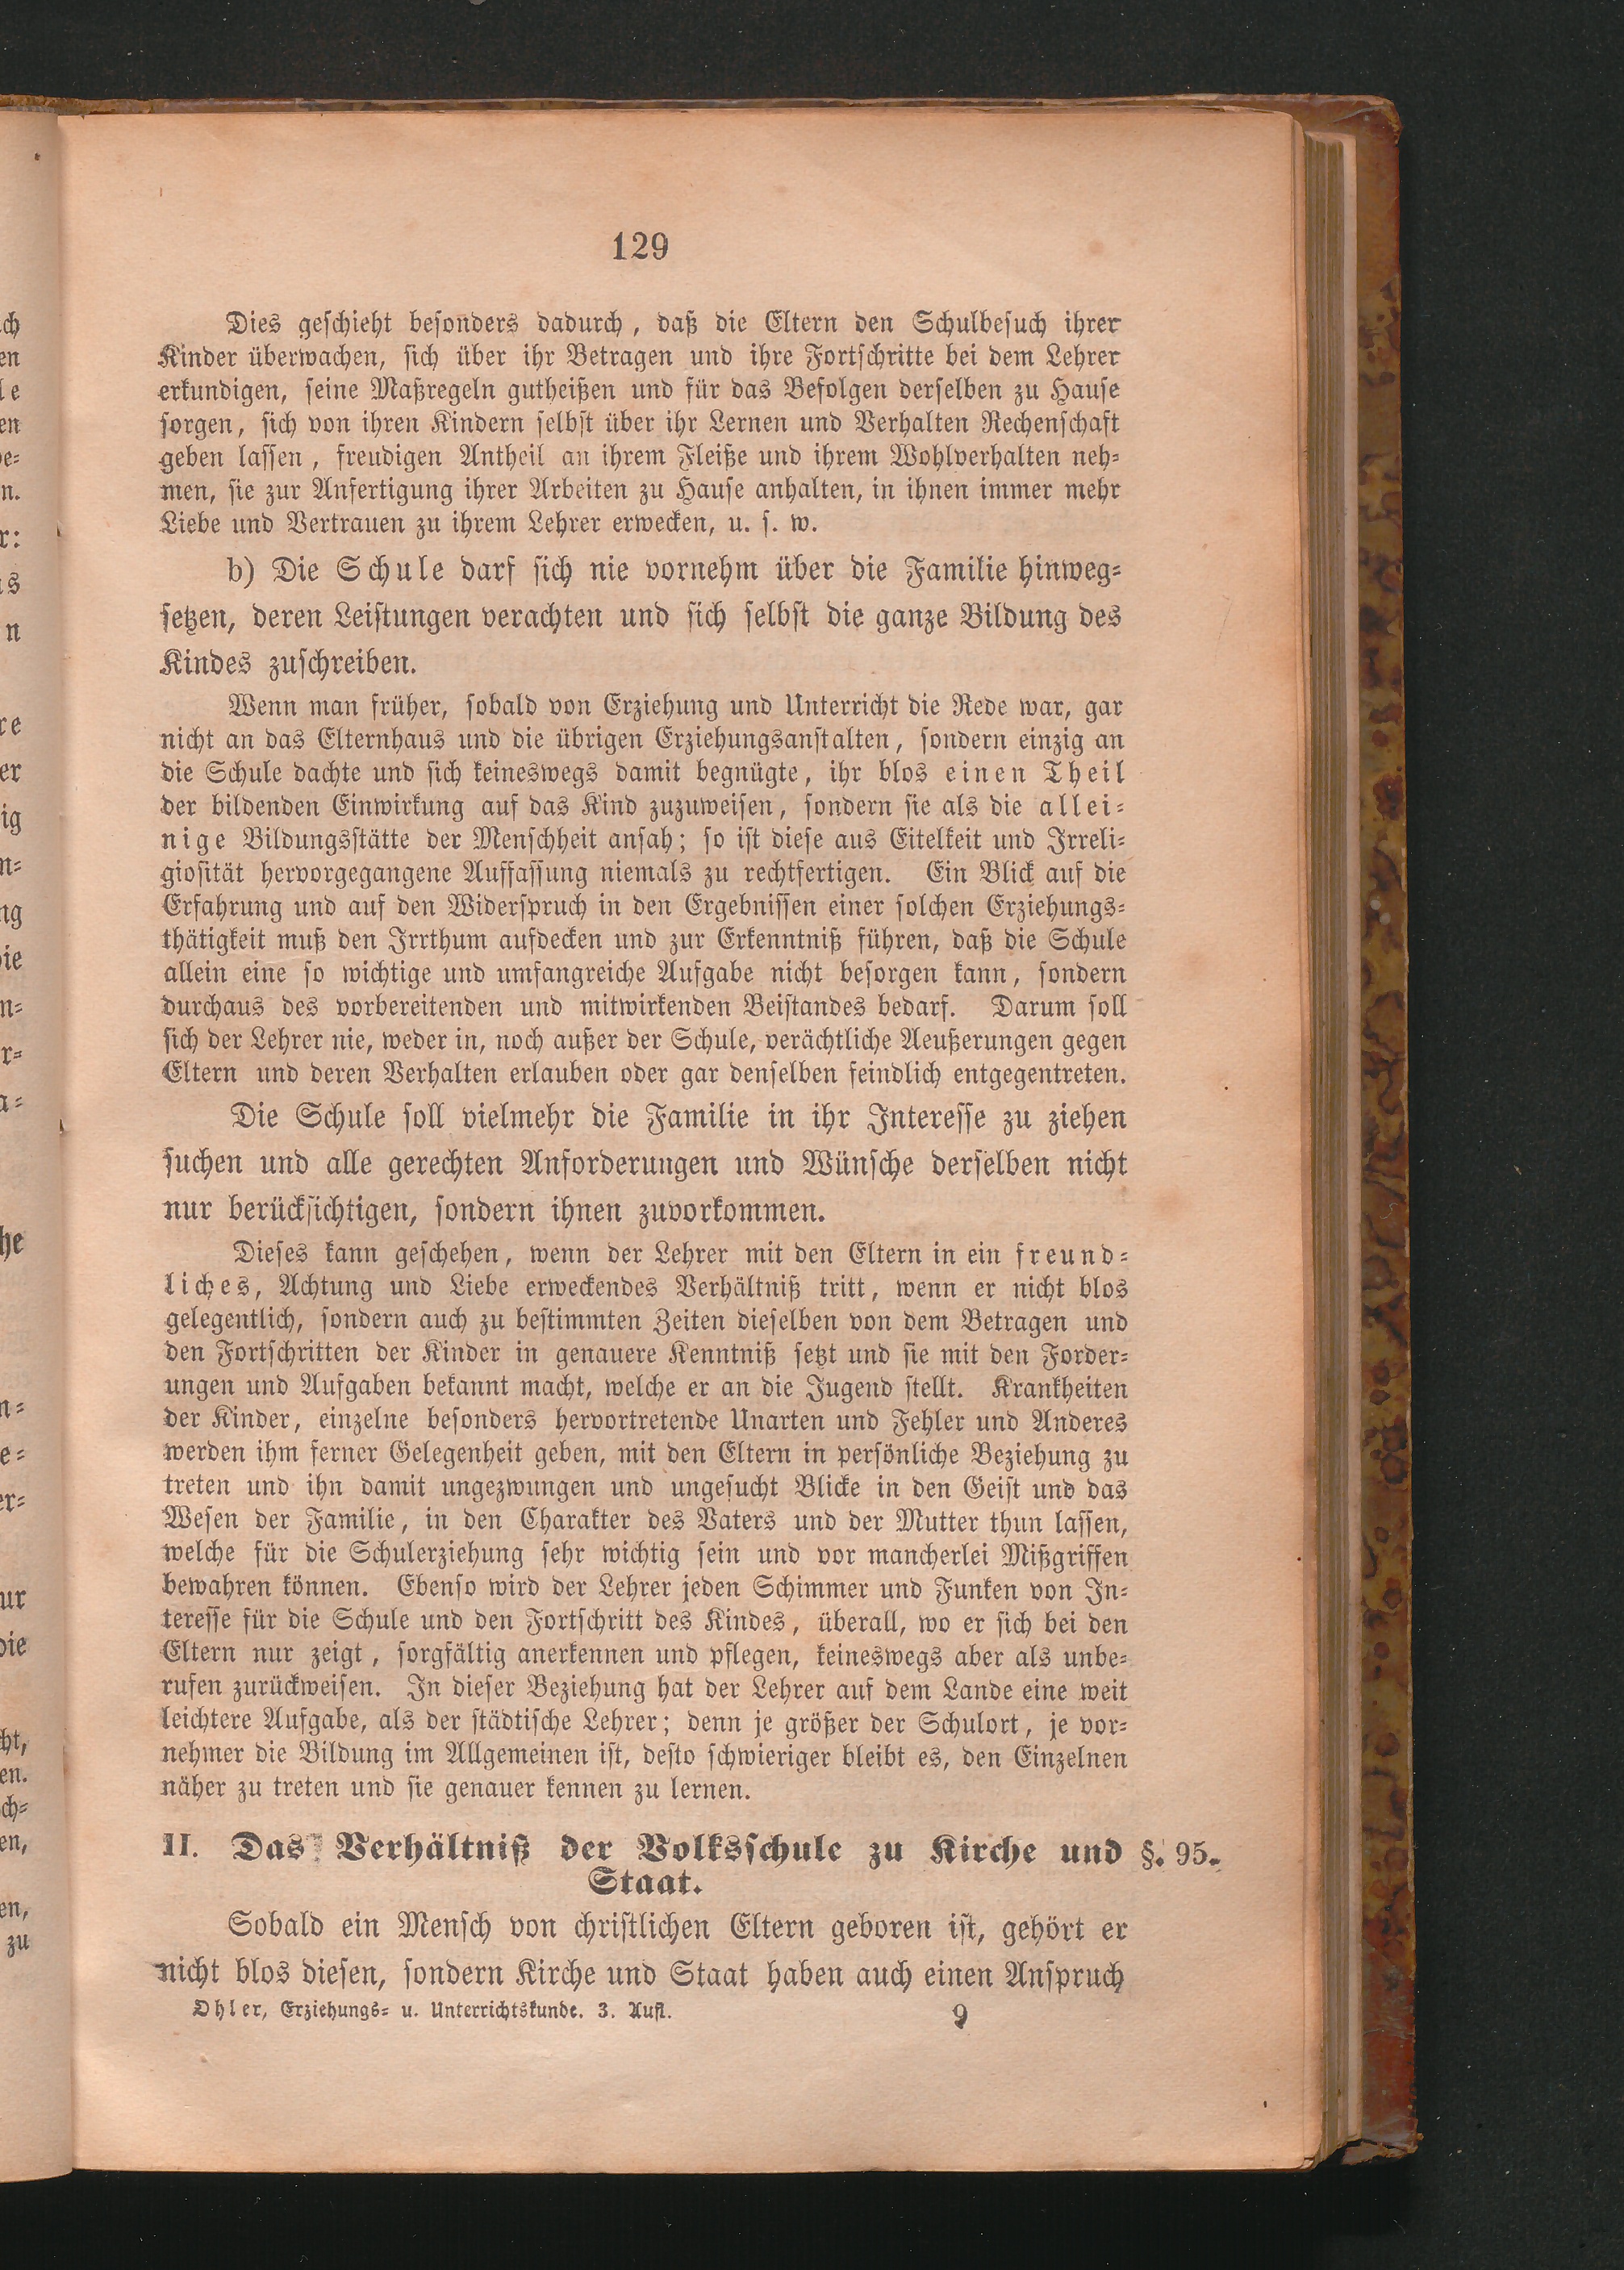 129
Dies geschieht besonders dadurch, daß die Eltern den Schulbesuch ihrer
Kinder überwachen, sich über ihr Betragen und ihre Fortschritte bei dem Lehrer
erkundigen, seine Maßregeln gutheißen und für das Befolgen derselben zu Hause
sorgen, sich von ihren Kindern selbst über ihr Lernen und Verhalten Rechenschaft
geben lassen, freudigen Antheil an ihrem Fleiße und ihrem Wohlverhalten neh-
men, sie zur Anfertigung ihrer Arbeiten zu Hause anhalten, in ihnen immer mehr
Liebe und Vertrauen zu ihrem Lehrer erwecken, u. s. w.
b) Die Schule darf sich nie vornehm über die Familie hinweg-
setzen, deren Leistungen verachten und sich selbst die ganze Bildung des
Kindes zuschreiben.
Wenn man früher, sobald von Erziehung und Unterricht die Rede war, gar
nicht an das Elternhaus und die übrigen Erziehungsanstalten, sondern einzig an
die Schule dachte und sich keineswegs damit begnügte, ihr blos einen Theil
der bildenden Einwirkung auf das Kind zuzuweisen, sondern sie als die allei-
nige Bildungsstätte der Menschheit ansah; so ist diese aus Eitelkeit und Irreli-
giosität hervorgegangene Auffassung niemals zu rechtfertigen. Ein Blick auf die
Erfahrung und auf den Widerspruch in den Ergebnissen einer solchen Erziehungs-
thätigkeit muß den Irrthum aufdecken und zur Erkenntniß führen, daß die Schule
allein eine so wichtige und umfangreiche Aufgabe nicht besorgen kann, sondern
durchaus des vorbereitenden und mitwirkenden Beistandes bedarf. Darum soll
sich der Lehrer nie, weder in, noch außer der Schule, verächtliche Aeußerungen gegen
Eltern und deren Verhalten erlauben oder gar denselben feindlich entgegentreten.
Die Schule soll vielmehr die Familie in ihr Interesse zu ziehen
suchen und alle gerechten Anforderungen und Wünsche derselben nicht
nur berücksichtigen, sondern ihnen zuvorkommen.
Dieses kann geschehen, wenn der Lehrer mit den Eltern in ein freund-
liches, Achtung und Liebe erweckendes Verhältniß tritt, wenn er nicht blos
gelegentlich, sondern auch zu bestimmten Zeiten dieselben von dem Betragen und
den Fortschritten der Kinder in genauere Kenntniß setzt und sie mit den Forder-
ungen und Aufgaben bekannt macht, welche er an die Jugend stellt. Krankheiten
der Kinder, einzelne besonders hervortretende Unarten und Fehler und Anderes
werden ihm ferner Gelegenheit geben, mit den Eltern in persönliche Beziehung zu
treten und ihn damit ungezwungen und ungesucht Blicke in den Geist und das
Wesen der Familie, in den Charakter des Vaters und der Mutter thun lassen,
welche für die Schulerziehung sehr wichtig sein und vor mancherlei Mißgriffen
bewahren können. Ebenso wird der Lehrer jeden Schimmer und Funken von In-
teresse für die Schule und den Fortschritt des Kindes, überall, wo er sich bei den
Eltern nur zeigt, sorgfältig anerkennen und pflegen, keineswegs aber als unbe-
rufen zurückweisen. In dieser Beziehung hat der Lehrer auf dem Lande eine weit
leichtere Aufgabe, als der städtische Lehrer; denn je größer der Schulort, je vor-
nehmer die Bildung im Allgemeinen ist, desto schwieriger bleibt es, den Einzelnen
näher zu treten und sie genauer kennen zu lernen.
II. Das Verhältniß der Volksschule zu Kirche und §. 95.
Staat.
Sobald ein Mensch von christlichen Eltern geboren ist, gehört er
nicht blos diesen, sondern Kirche und Staat haben auch einen Anspruch
Ohler, Erziehungs- u. Unterrichtskunde. 3. Aufl. 9